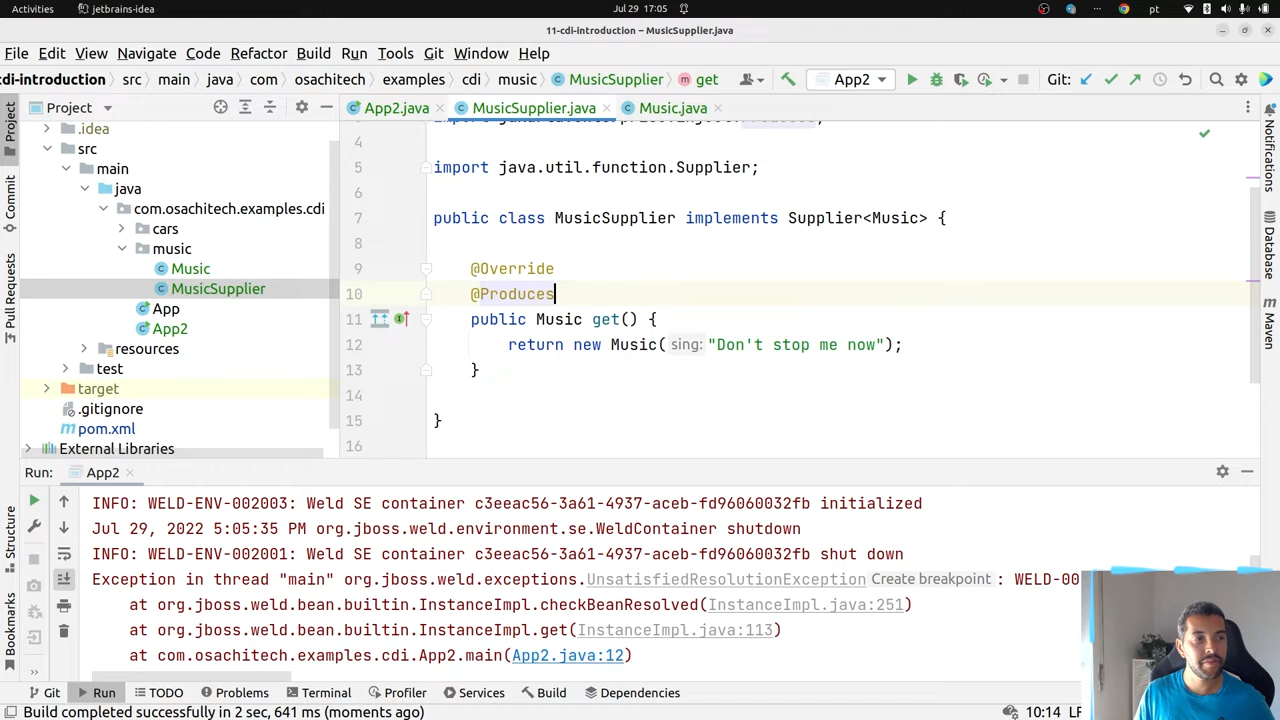 Activities
jetbrains-idea
Jul 29 17:05
pt
11-cdi-introduction – MusicSupplier.java
File Edit View Navigate Code Refactor Build Run Tools Git Window Help
cdi-introduction src main java com osachitech examples cdi music MusicSupplier get
App2
Git:
Project
App2.java
MusicSupplier.java
Music.java
Project
Commit
Pull Requests
Structure
Bookmarks
Notifications
Database
Maven
.idea
src
main
java
com.osachitech.examples.cdi
cars
music
Music
MusicSupplier
App
App2
resources
test
target
.gitignore
pom.xml
External Libraries
4
5 import java.util.function.Supplier;
6
7 public class MusicSupplier implements Supplier<Music> {
8
9 @Override
10 @Produces
11 public Music get() {
12 return new Music( sing: "Don't stop me now");
13 }
14
15 }
16
Run: App2
INFO: WELD-ENV-002003: Weld SE container c3eeac56-3a61-4937-aceb-fd96060032fb initialized
Jul 29, 2022 5:05:35 PM org.jboss.weld.environment.se.WeldContainer shutdown
INFO: WELD-ENV-002001: Weld SE container c3eeac56-3a61-4937-aceb-fd96060032fb shut down
Exception in thread "main" org.jboss.weld.exceptions.UnsatisfiedResolutionException Create breakpoint : WELD-00
at org.jboss.weld.bean.builtin.InstanceImpl.checkBeanResolved(InstanceImpl.java:251)
at org.jboss.weld.bean.builtin.InstanceImpl.get(InstanceImpl.java:113)
at com.osachitech.examples.cdi.App2.main(App2.java:12)
Git Run TODO Problems Terminal Profiler Services Build Dependencies
Build completed successfully in 2 sec, 641 ms (moments ago)
10:14 LF